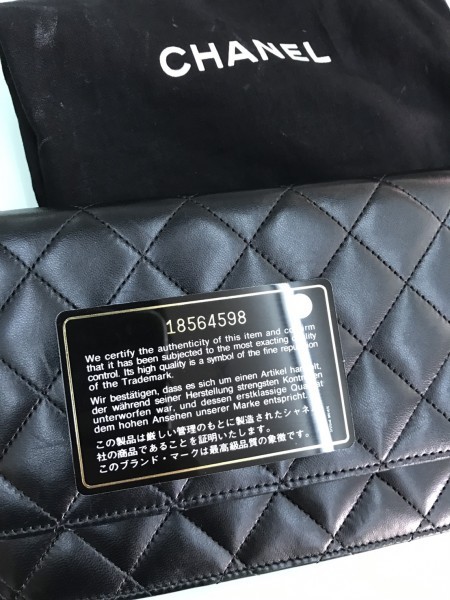 CHANEL
18564598
We certify the authenticity of this item and confirm
that it has been subjected to the most exacting quality
control. Its high quality is a symbol of the fine reputation
of the Trademark.
Wir bestätigen, dass es sich um einen Artikel handelt,
der während seiner Herstellung strengsten Kontrollen
unterworfen war, und dessen erstklassige Qualität
dem hohen Ansehen unserer Marke entspricht.
この製品は厳しい管理のもとに製造されたシャネル
社の商品であることを証明いたします。
このブランド・マークは最高級品質の象徴です。